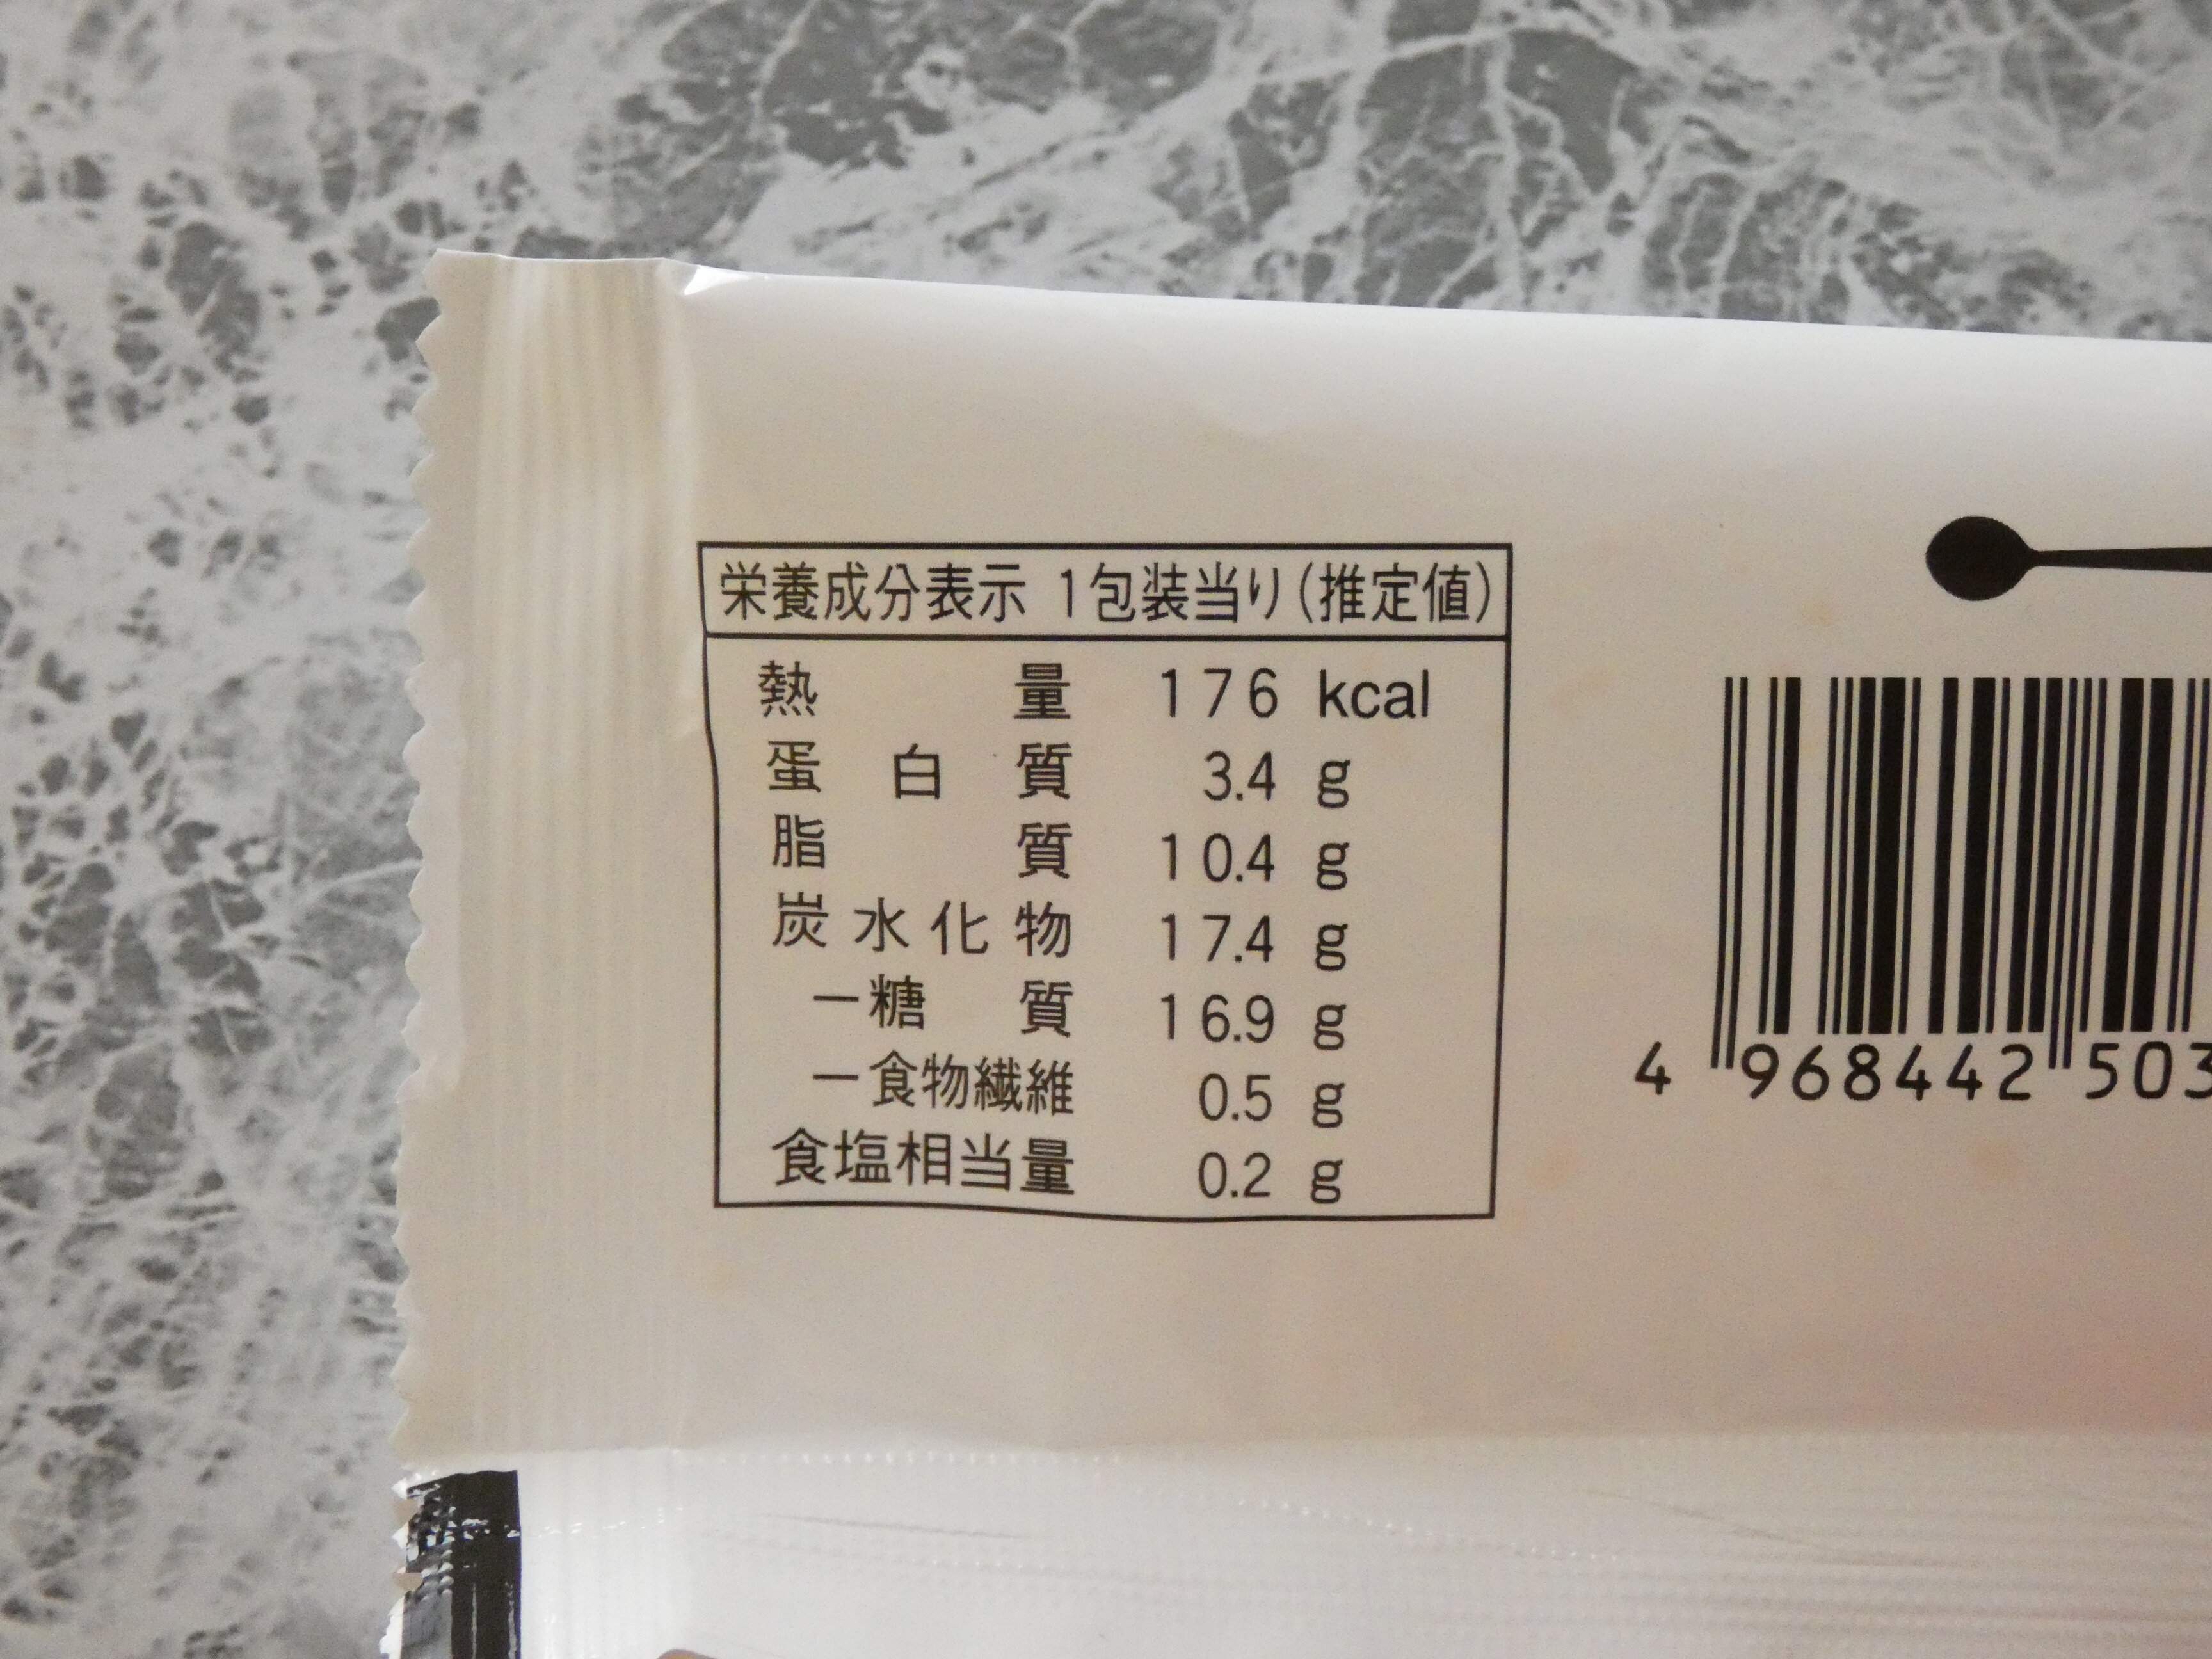 栄養成分表示 1包装当り(推定値)
熱量 176 kcal
蛋白質 3.4 g
脂質 10.4 g
炭水化物 17.4 g
ー糖質 16.9 g
ー食物繊維 0.5 g
食塩相当量 0.2 g
4 968442 503